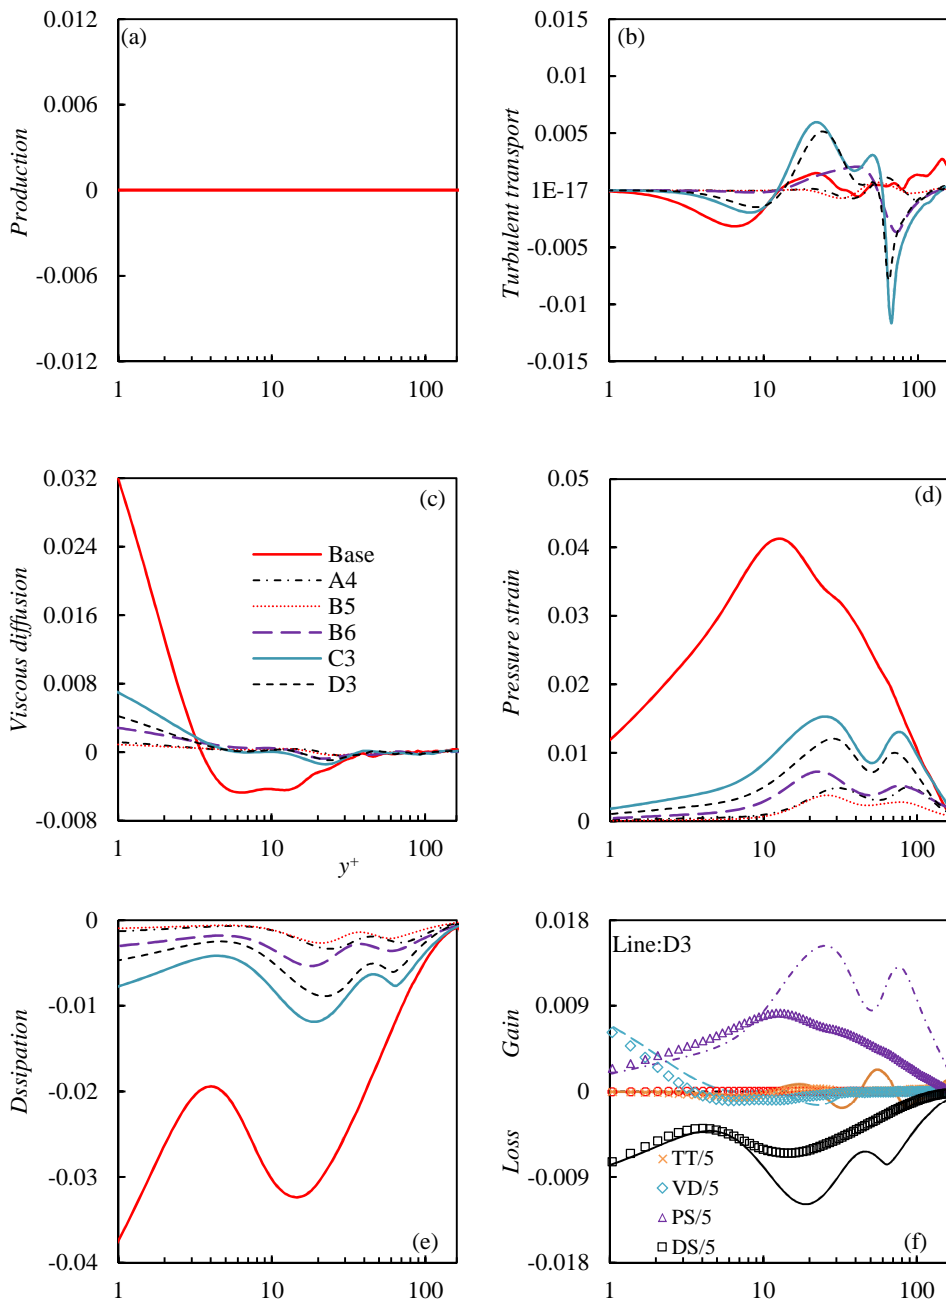 (a)
0.012
0.006
0
-0.006
-0.012
Production
1
10
100
(b)
0.015
0.01
0.005
1E-17
-0.005
-0.01
-0.015
Turbulent transport
1
10
100
(c)
0.032
0.024
0.016
0.008
0
-0.008
Viscous diffusion
Base
A4
B5
B6
C3
D3
1
10
100
y+
(d)
0.05
0.04
0.03
0.02
0.01
0
Pressure strain
1
10
100
0
-0.01
-0.02
-0.03
-0.04
Dssipation
(e)
1
10
100
0.018
0.009
0
-0.009
-0.018
Gain
Loss
Line:D3
TT/5
VD/5
PS/5
DS/5
(f)
1
10
100